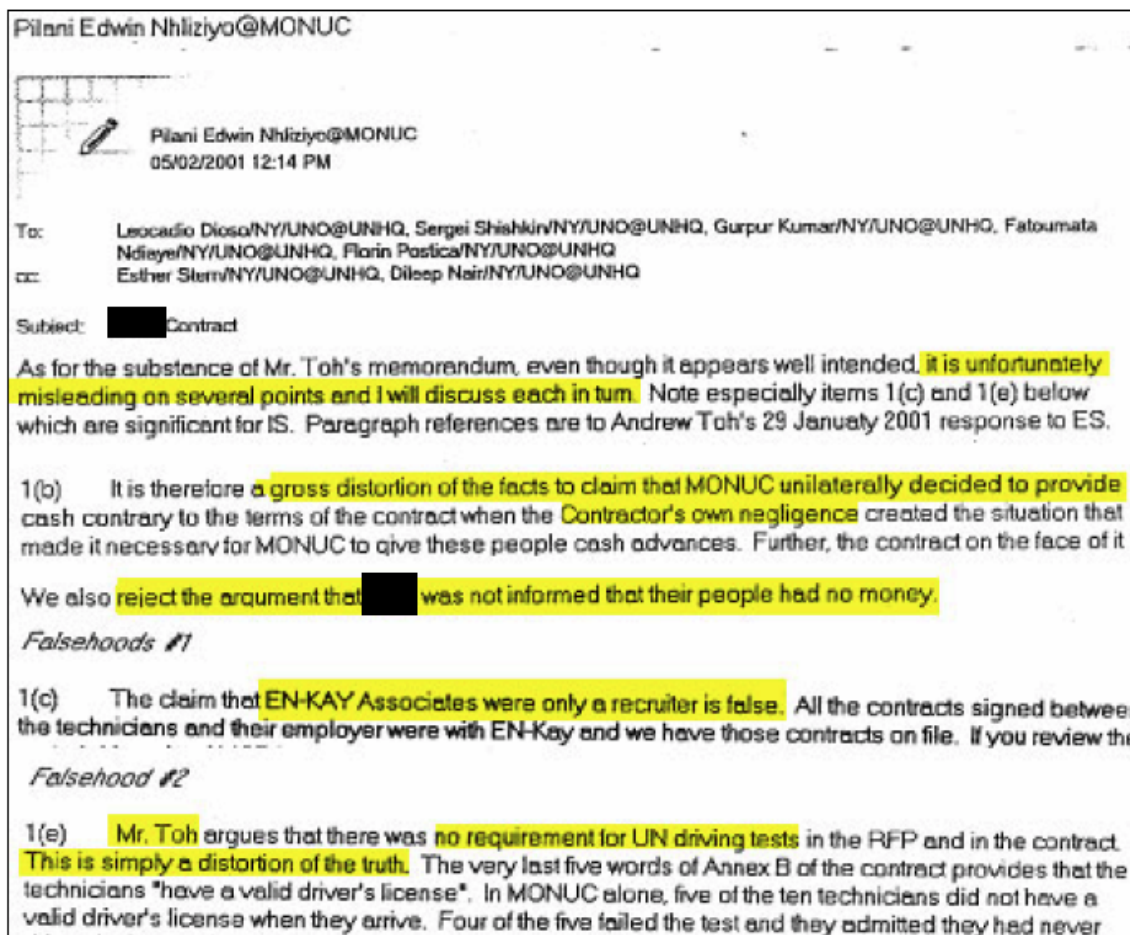 Pilani Edwin Nhliziyo@MONUC
Pilani Edwin Nhliziyo@MONUC
05/02/2001 12:14 PM
To: Leocadio Diosa/NY/UNO@UNHQ, Sergei Shishkin/NY/UNO@UNHQ, Gurpur Kumar/NY/UNO@UNHQ, Fatoumata
Ndiaye/NY/UNO@UNHQ, Florin Postica/NY/UNO@UNHQ
cc: Esther Stern/NY/UNO@UNHQ, Dileep Nair/NY/UNO@UNHQ
Subject: Contract
As for the substance of Mr. Toh's memorandum, even though it appears well intended, it is unfortunately
misleading on several points and I will discuss each in turn. Note especially items 1(c) and 1(e) below
which are significant for IS. Paragraph references are to Andrew Toh's 29 January 2001 response to ES.
1(b) It is therefore a gross distortion of the facts to claim that MONUC unilaterally decided to provide
cash contrary to the terms of the contract when the Contractor's own negligence created the situation that
made it necessary for MONUC to give these people cash advances. Further, the contract on the face of it
We also reject the argument that was not informed that their people had no money.
Falsehoods #1
1(c) The claim that EN-KAY Associates were only a recruiter is false. All the contracts signed between
the technicians and their employer were with EN-Kay and we have those contracts on file. If you review the
Falsehood #2
1(e) Mr. Toh argues that there was no requirement for UN driving tests in the RFP and in the contract.
This is simply a distortion of the truth. The very last five words of Annex B of the contract provides that the
technicians "have a valid driver's license". In MONUC alone, five of the ten technicians did not have a
valid driver's license when they arrive. Four of the five failed the test and they admitted they had never